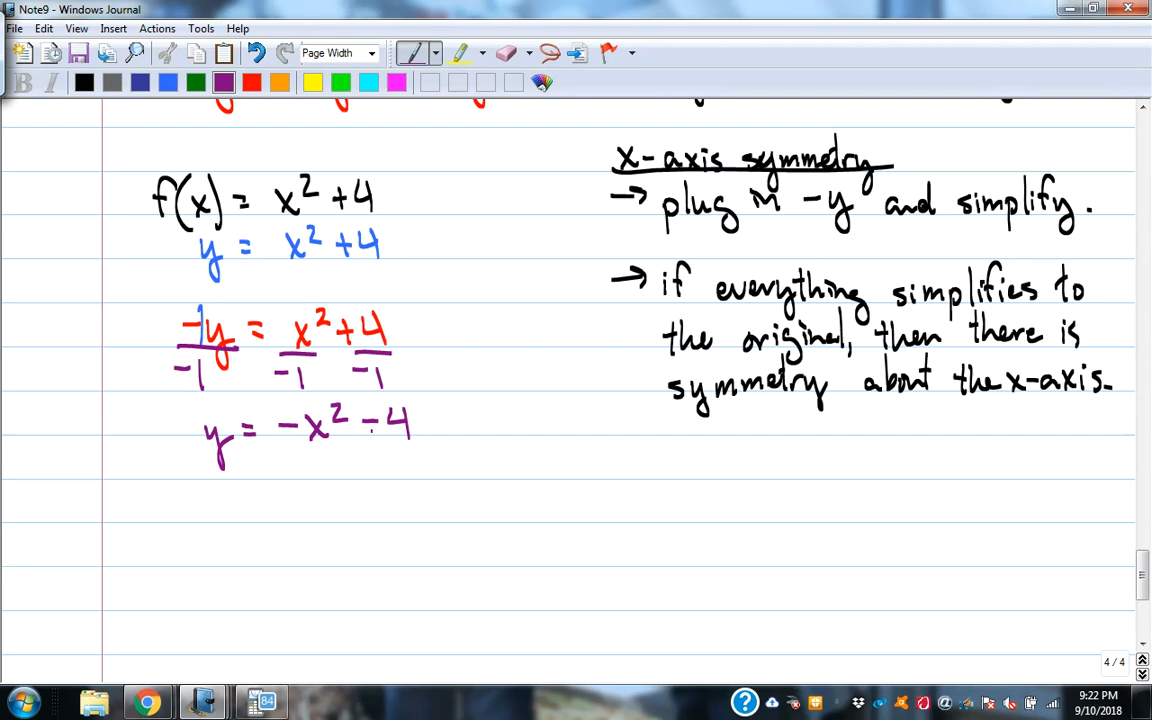 Note9 - Windows Journal
File Edit View Insert Actions Tools Help
Page Width
B I
x-axis symmetry
→ plug in -y and simplify.
→ if everything simplifies to
the original, then there is
symmetry about the x-axis.
f(x) = x² + 4
y = x² + 4
-1y = x² + 4
-1 -1 -1
y = -x² - 4
4 / 4
84
9:22 PM
9/10/2018